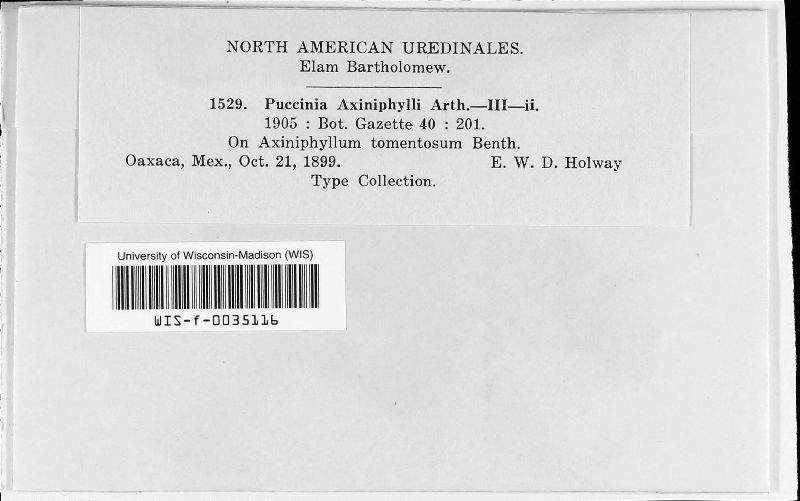 NORTH AMERICAN UREDINALES.
Elam Bartholomew.
1529. Puccinia Axiniphylli Arth.—III—ii.
1905 : Bot. Gazette 40 : 201.
On Axiniphyllum tomentosum Benth.
Oaxaca, Mex., Oct. 21, 1899. E. W. D. Holway
Type Collection.
University of Wisconsin-Madison (WIS)
WIS-f-0035116